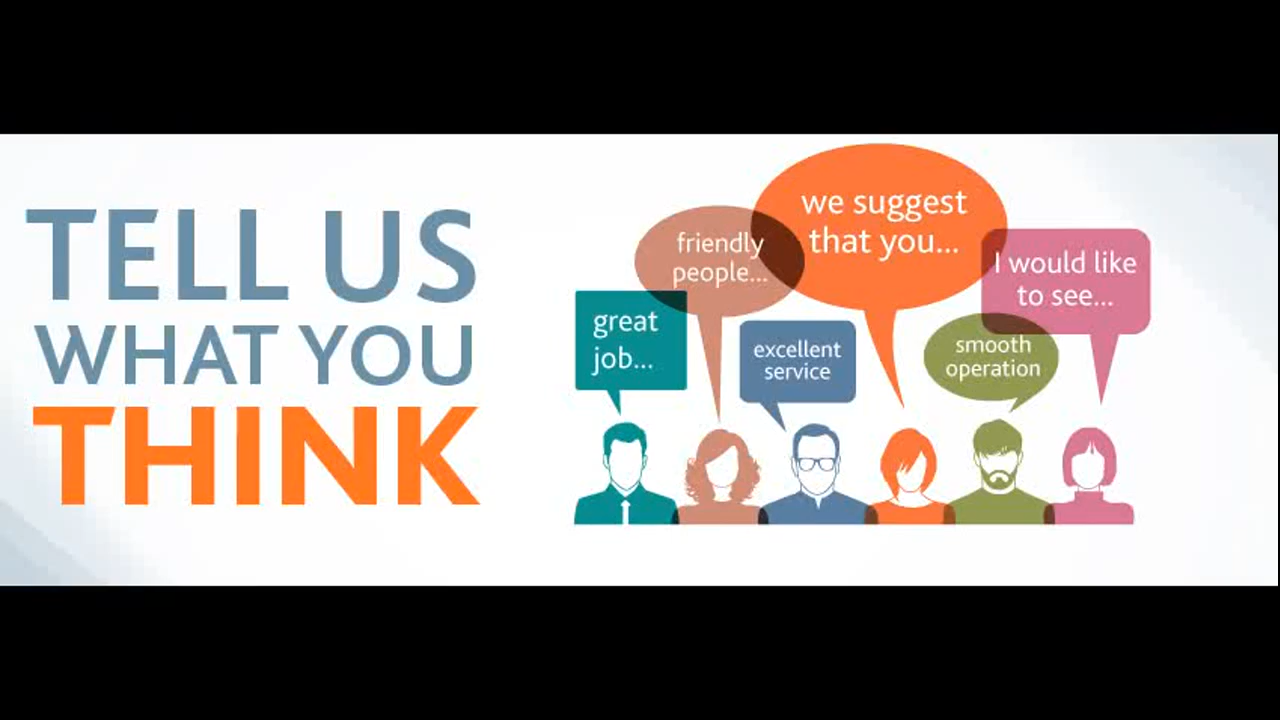 TELL US
WHAT YOU
THINK
great
job...
friendly
people...
excellent
service
we suggest
that you...
smooth
operation
I would like
to see...